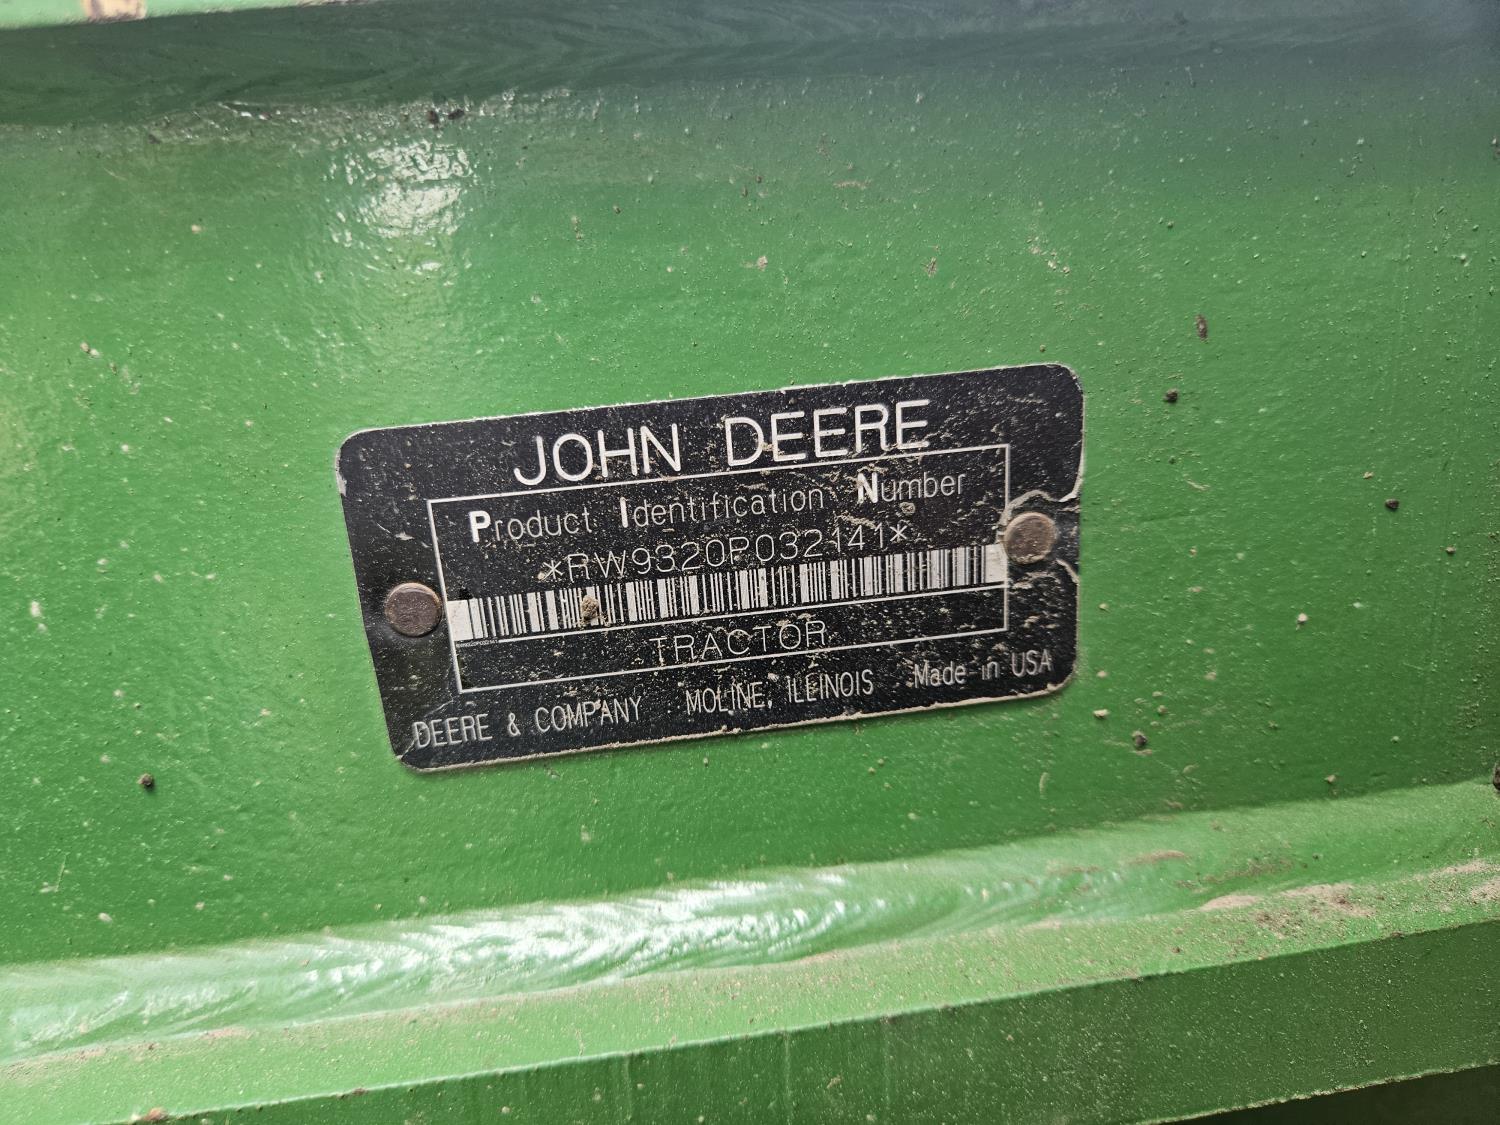 JOHN DEERE
Product Identification Number
*RW9320P032141*
TRACTOR
DEERE & COMPANY MOLINE, ILLINOIS Made in USA